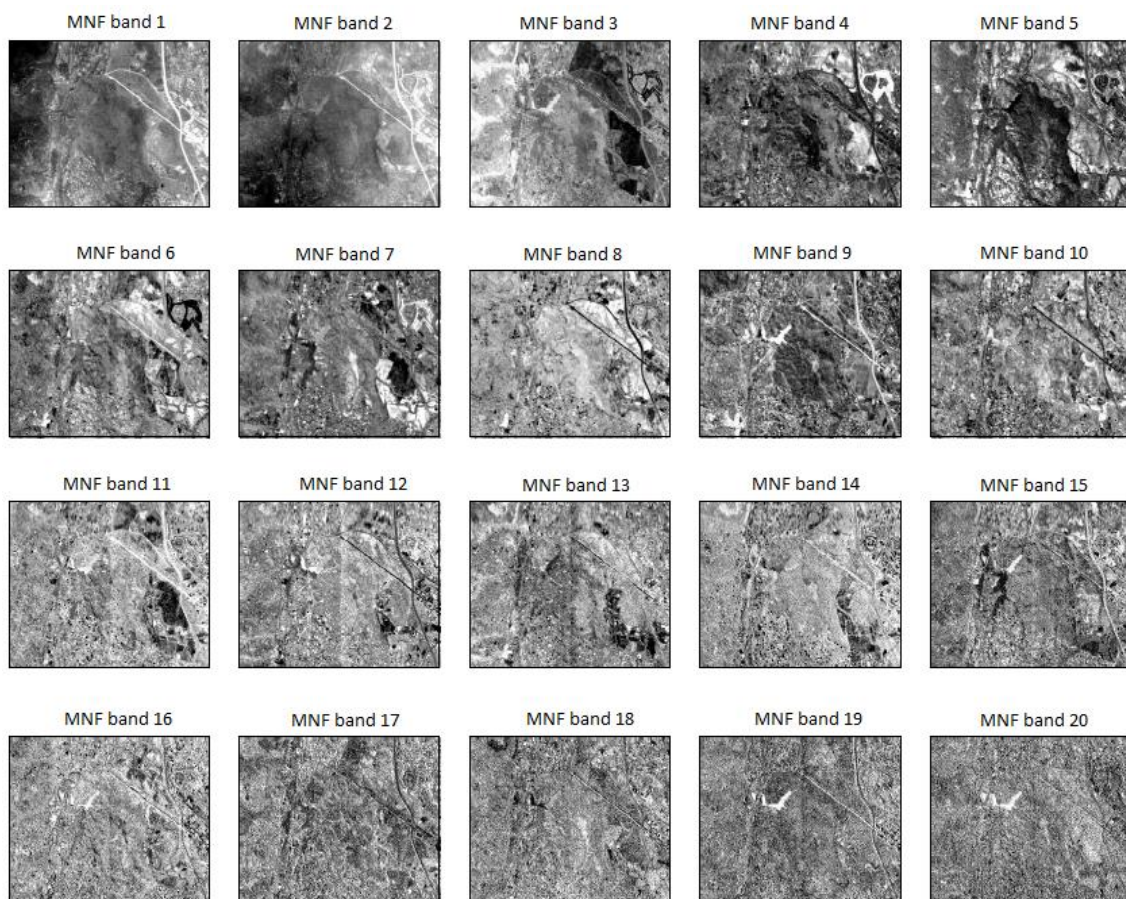 MNF band 1 MNF band 2 MNF band 3 MNF band 4 MNF band 5
MNF band 6 MNF band 7 MNF band 8 MNF band 9 MNF band 10
MNF band 11 MNF band 12 MNF band 13 MNF band 14 MNF band 15
MNF band 16 MNF band 17 MNF band 18 MNF band 19 MNF band 20